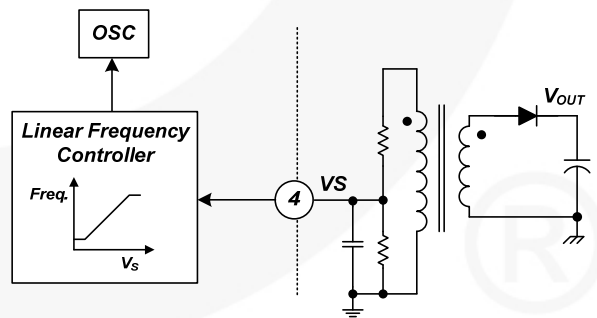 OSC
Linear Frequency
Controller
Freq.
VS
4
VS
VOUT
®